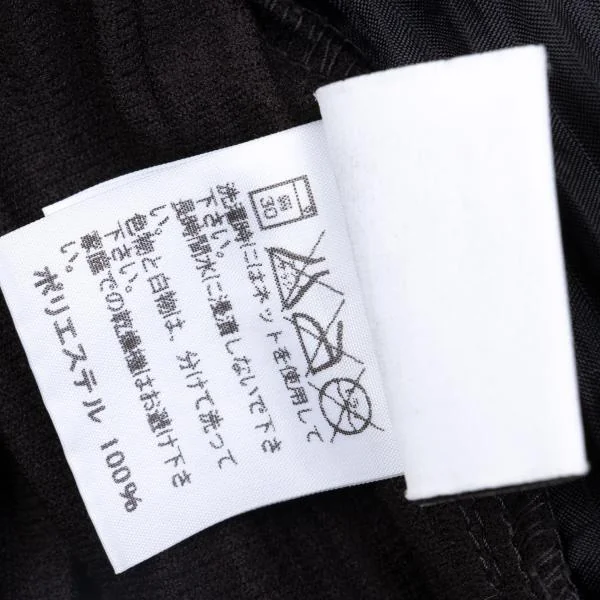 弱
30
洗濯時にはネットを使用して
下さい。
長時間水に浸漬しないで下さ
い。
色物と白物は、分けて洗って
下さい。
家庭での乾燥機はお避け下さ
い。
ポリエステル 100%